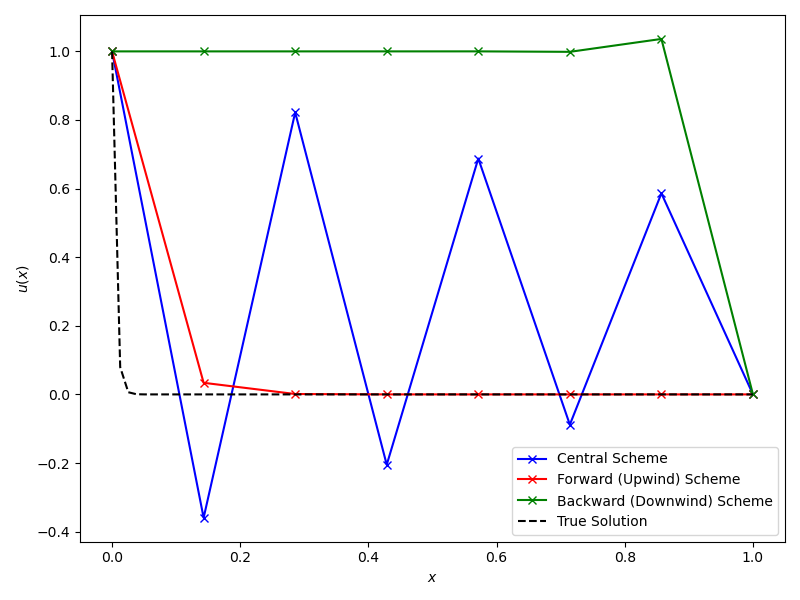 1.0
0.8
0.6
0.4
0.2
0.0
−0.2
−0.4
u(x)
0.0 0.2 0.4 0.6 0.8 1.0
x
Central Scheme
Forward (Upwind) Scheme
Backward (Downwind) Scheme
True Solution